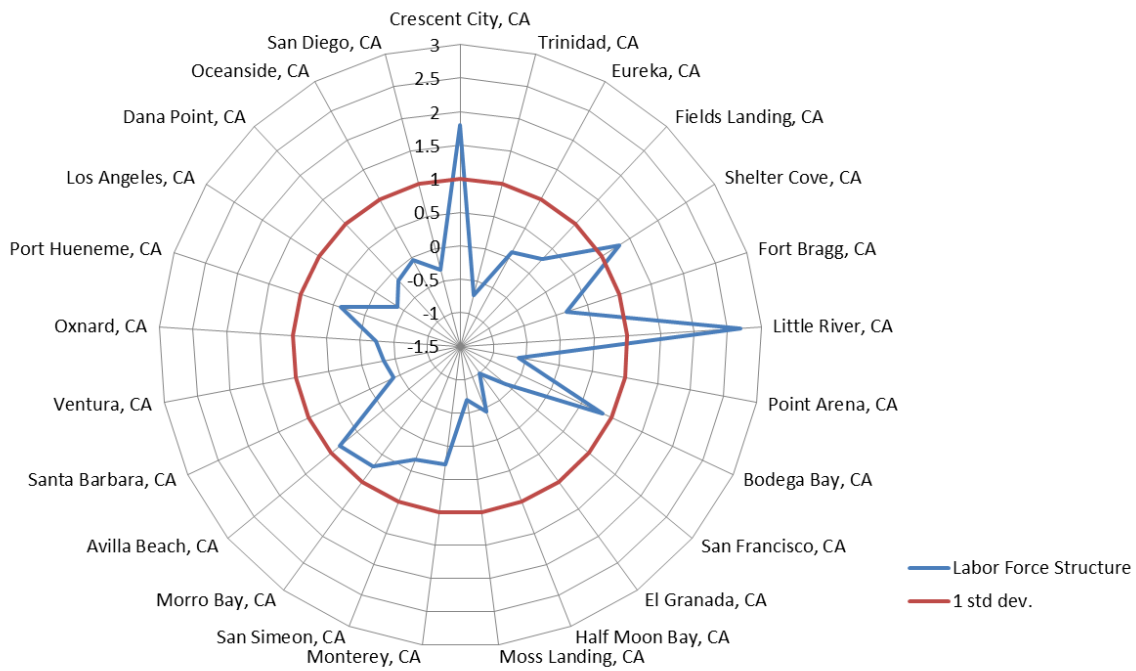 Crescent City, CA
San Diego, CA
Trinidad, CA
Oceanside, CA
Eureka, CA
Dana Point, CA
Fields Landing, CA
Los Angeles, CA
Shelter Cove, CA
Port Hueneme, CA
Fort Bragg, CA
Oxnard, CA
Little River, CA
Ventura, CA
Point Arena, CA
Santa Barbara, CA
Bodega Bay, CA
Avilla Beach, CA
San Francisco, CA
Morro Bay, CA
El Granada, CA
San Simeon, CA
Half Moon Bay, CA
Monterey, CA
Moss Landing, CA
3
2.5
2
1.5
1
0.5
0
-0.5
-1
-1.5
Labor Force Structure
1 std dev.